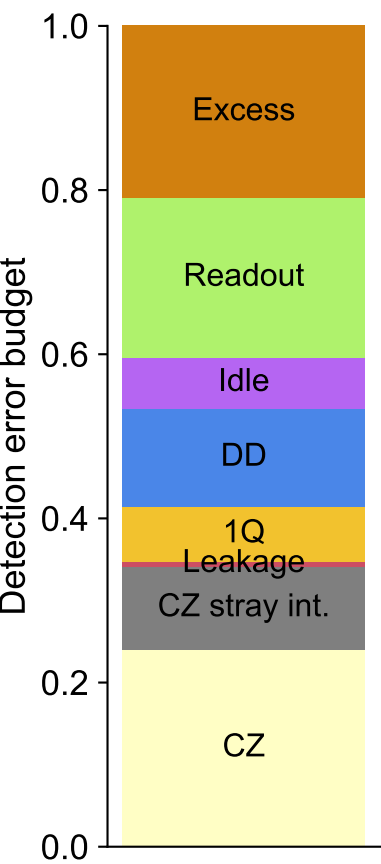 Detection error budget
1.0
0.8
0.6
0.4
0.2
0.0
Excess
Readout
Idle
DD
1Q
Leakage
CZ stray int.
CZ